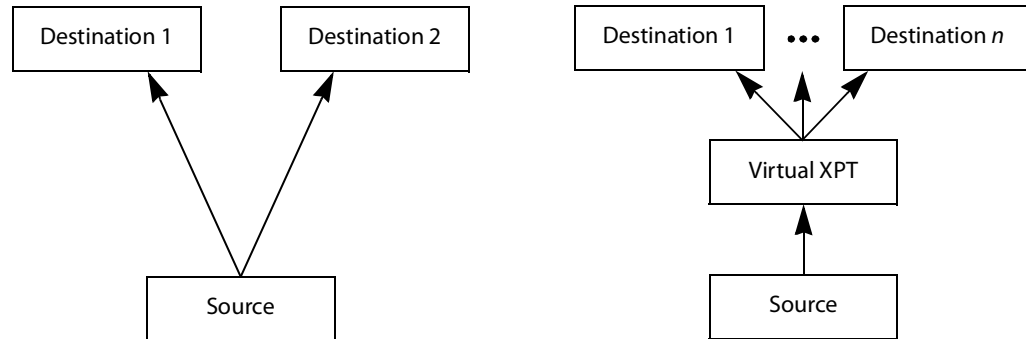 Destination 1
Destination 2
Source
Destination 1
•••
Destination n
Virtual XPT
Source